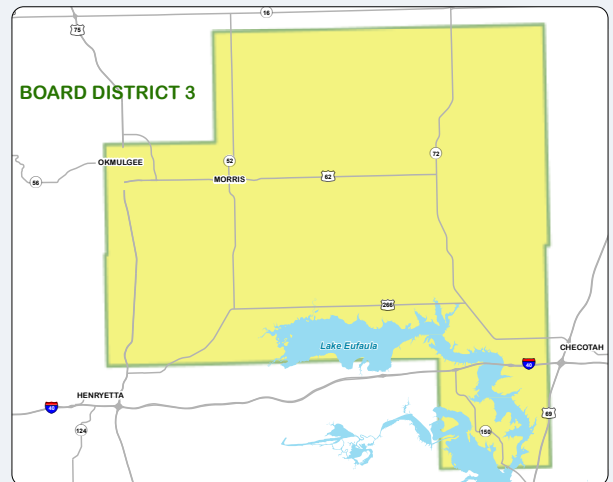 16
75
BOARD DISTRICT 3
72
52
OKMULGEE
62
MORRIS
56
266
Lake Eufaula
CHECOTAH
40
HENRYETTA
40
69
124
150